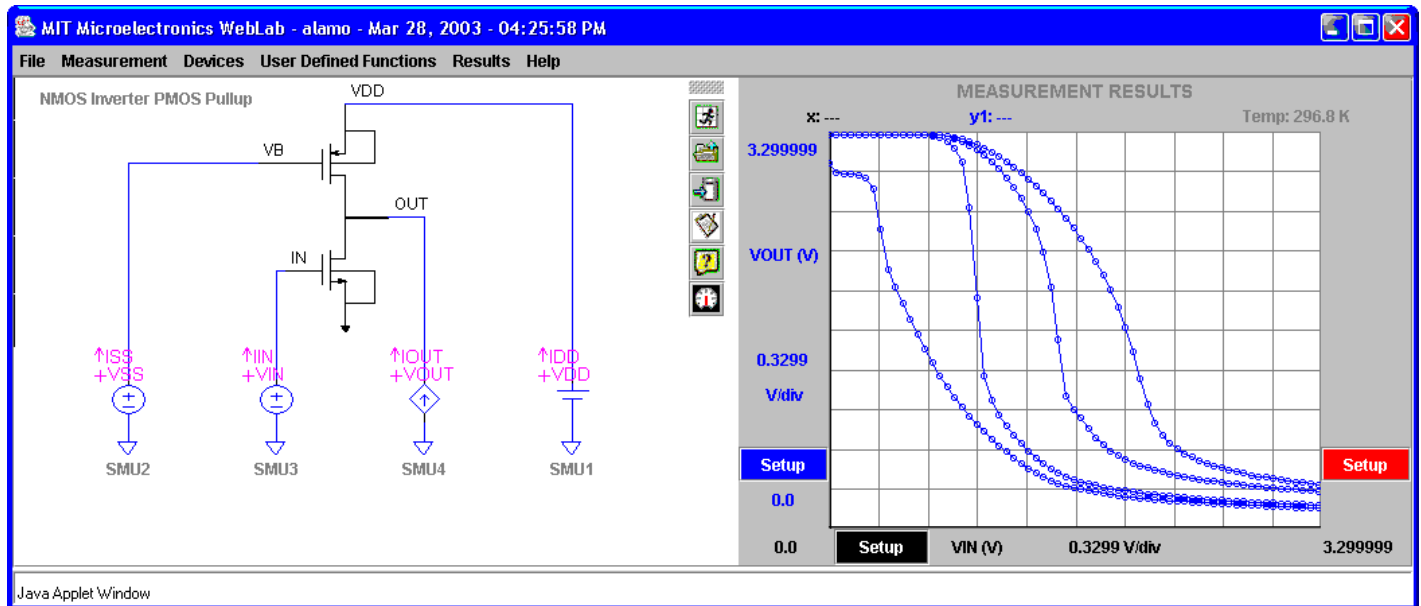 MIT Microelectronics WebLab - alamo - Mar 28, 2003 - 04:25:58 PM
File Measurement Devices User Defined Functions Results Help
NMOS Inverter PMOS Pullup
VDD
VB
OUT
IN
↑ISS
+VSS
SMU2
↑IIN
+VIN
SMU3
↑IOUT
+VOUT
SMU4
↑IDD
+VDD
SMU1
MEASUREMENT RESULTS
x: --- y1: --- Temp: 296.8 K
3.299999
VOUT (V)
0.3299
V/div
Setup
Setup
0.0
0.0 Setup VIN (V) 0.3299 V/div 3.299999
Java Applet Window